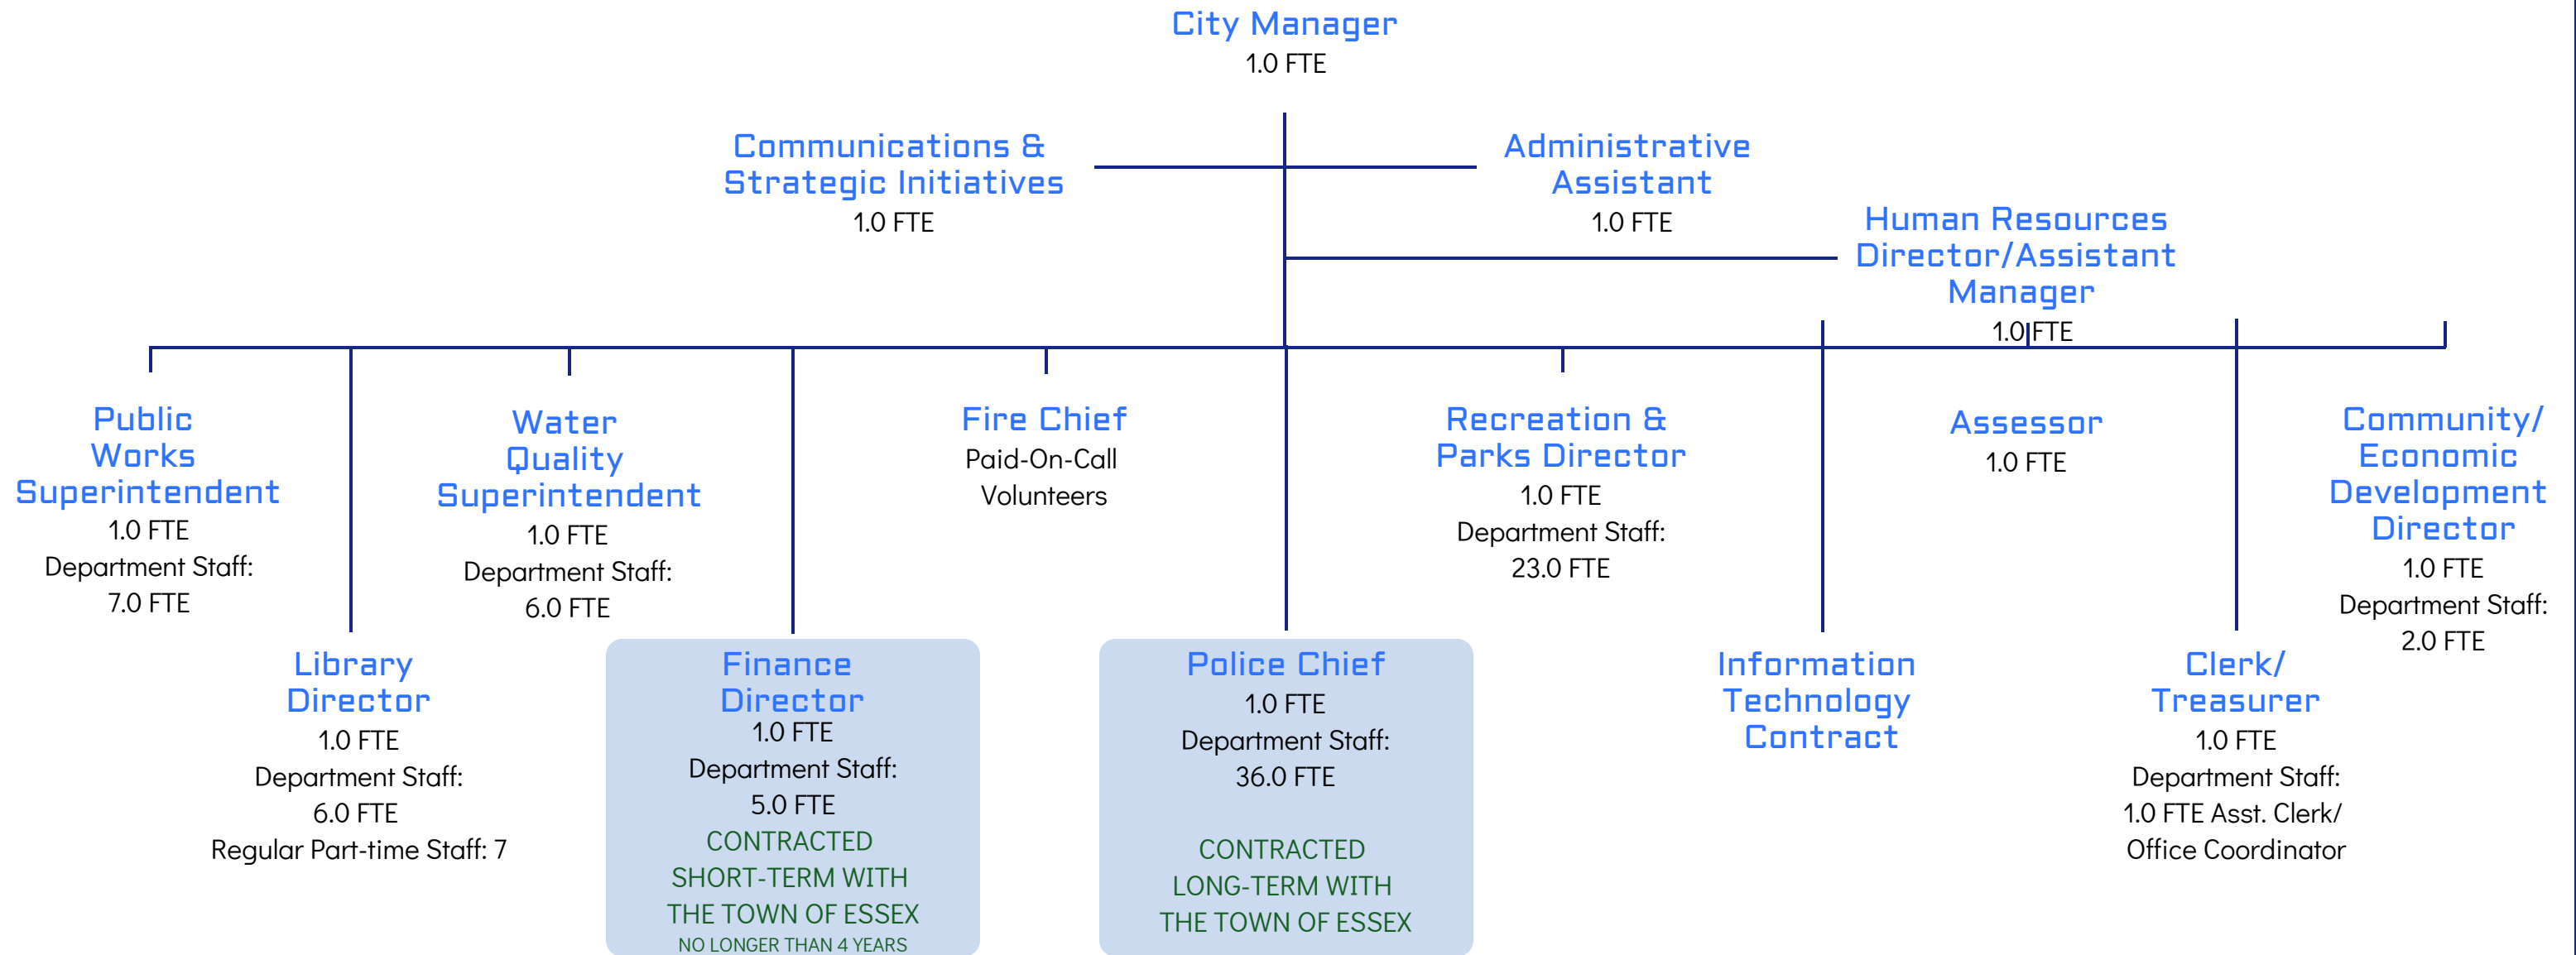 City Manager
1.0 FTE
Communications &
Strategic Initiatives
1.0 FTE
Administrative
Assistant
1.0 FTE
Human Resources
Director/Assistant
Manager
1.0 FTE
Public
Works
Superintendent
1.0 FTE
Department Staff:
7.0 FTE
Library
Director
1.0 FTE
Department Staff:
6.0 FTE
Regular Part-time Staff: 7
Water
Quality
Superintendent
1.0 FTE
Department Staff:
6.0 FTE
Finance
Director
1.0 FTE
Department Staff:
5.0 FTE
CONTRACTED
SHORT-TERM WITH
THE TOWN OF ESSEX
NO LONGER THAN 4 YEARS
Fire Chief
Paid-On-Call
Volunteers
Police Chief
1.0 FTE
Department Staff:
36.0 FTE
CONTRACTED
LONG-TERM WITH
THE TOWN OF ESSEX
Recreation &
Parks Director
1.0 FTE
Department Staff:
23.0 FTE
Information
Technology
Contract
Assessor
1.0 FTE
Clerk/
Treasurer
1.0 FTE
Department Staff:
1.0 FTE Asst. Clerk/
Office Coordinator
Community/
Economic
Development
Director
1.0 FTE
Department Staff:
2.0 FTE